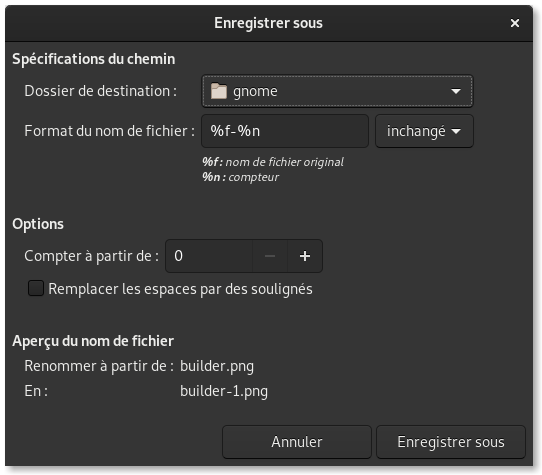 Enregistrer sous
Spécifications du chemin
Dossier de destination : gnome
Format du nom de fichier : %f-%n inchangé
%f : nom de fichier original
%n : compteur
Options
Compter à partir de : 0 − +
Remplacer les espaces par des soulignés
Aperçu du nom de fichier
Renommer à partir de : builder.png
En : builder-1.png
Annuler Enregistrer sous